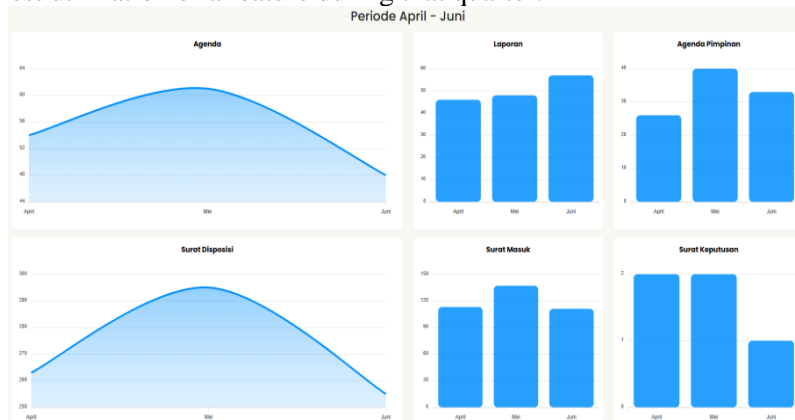 Periode April - Juni
Agenda
64
60
56
52
48
44
April Mei Juni
Laporan
60
50
40
30
20
10
0
April Mei Juni
Agenda Pimpinan
40
30
20
10
0
April Mei Juni
Surat Disposisi
300
290
280
270
260
250
April Mei Juni
Surat Masuk
150
120
90
60
30
0
April Mei Juni
Surat Keputusan
2
1
0
April Mei Juni